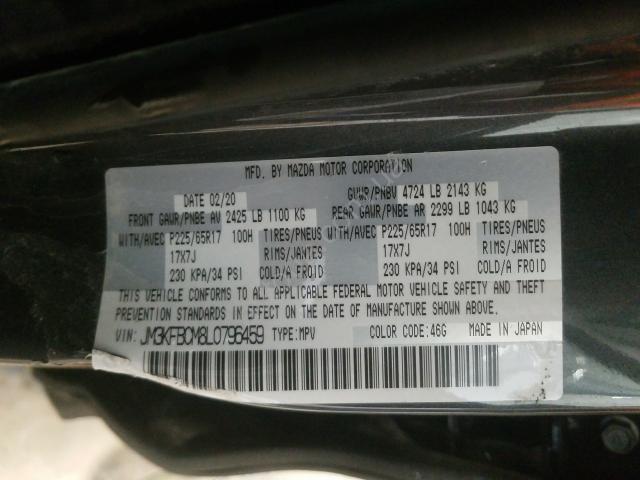 MFD. BY MAZDA MOTOR CORPORATION
DATE 02/20 GVWR/PNBV 4724 LB 2143 KG
FRONT GAWR/PNBE AV 2425 LB 1100 KG REAR GAWR/PNBE AR 2299 LB 1043 KG
WITH/AVEC P225/65R17 100H TIRES/PNEUS WITH/AVEC P225/65R17 100H TIRES/PNEUS
17X7J RIMS/JANTES 17X7J RIMS/JANTES
230 KPA/34 PSI COLD/A FROID 230 KPA/34 PSI COLD/A FROID
THIS VEHICLE CONFORMS TO ALL APPLICABLE FEDERAL MOTOR VEHICLE SAFETY AND THEFT
PREVENTION STANDARDS IN EFFECT ON THE DATE OF MANUFACTURE SHOWN ABOVE.
VIN: JM3KFBCM8L0796459 TYPE:MPV COLOR CODE:46G MADE IN JAPAN